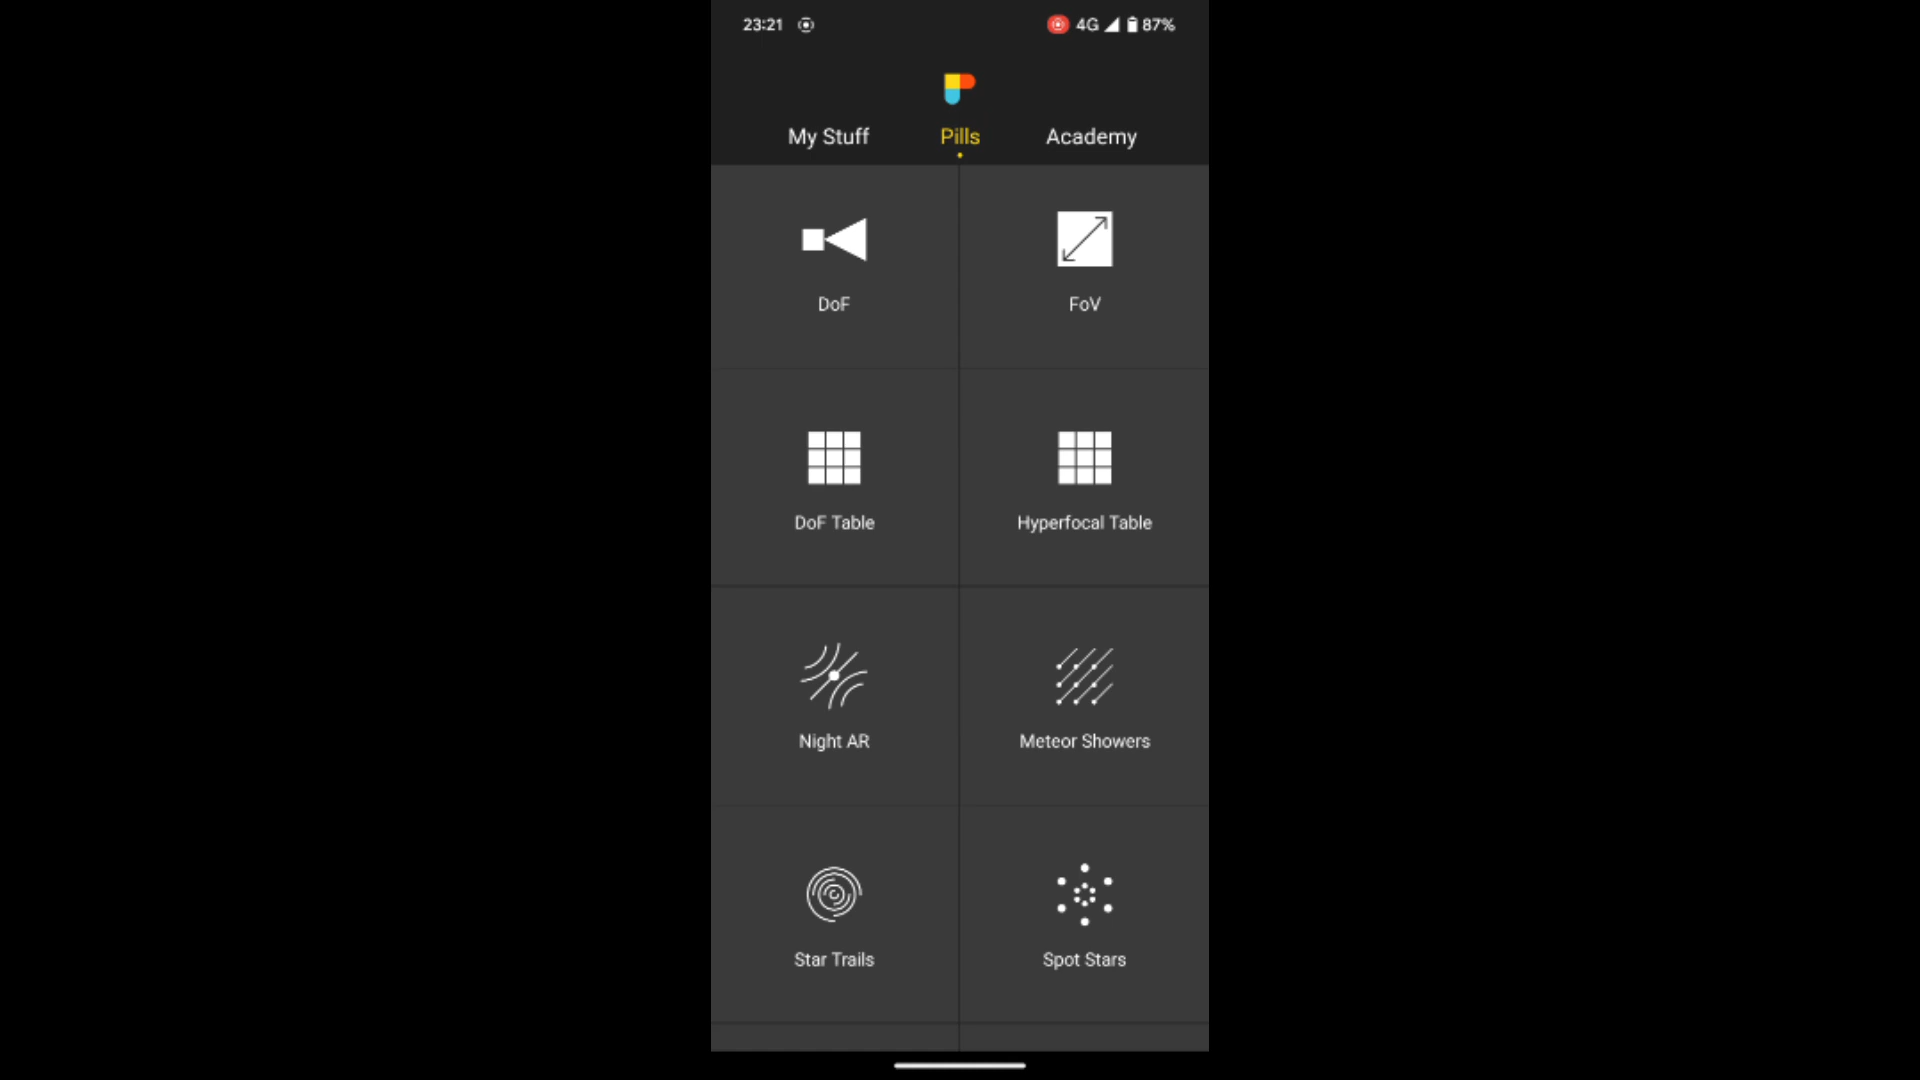 23:21 4G 87%
My Stuff Pills Academy
DoF FoV
DoF Table Hyperfocal Table
Night AR Meteor Showers
Star Trails Spot Stars